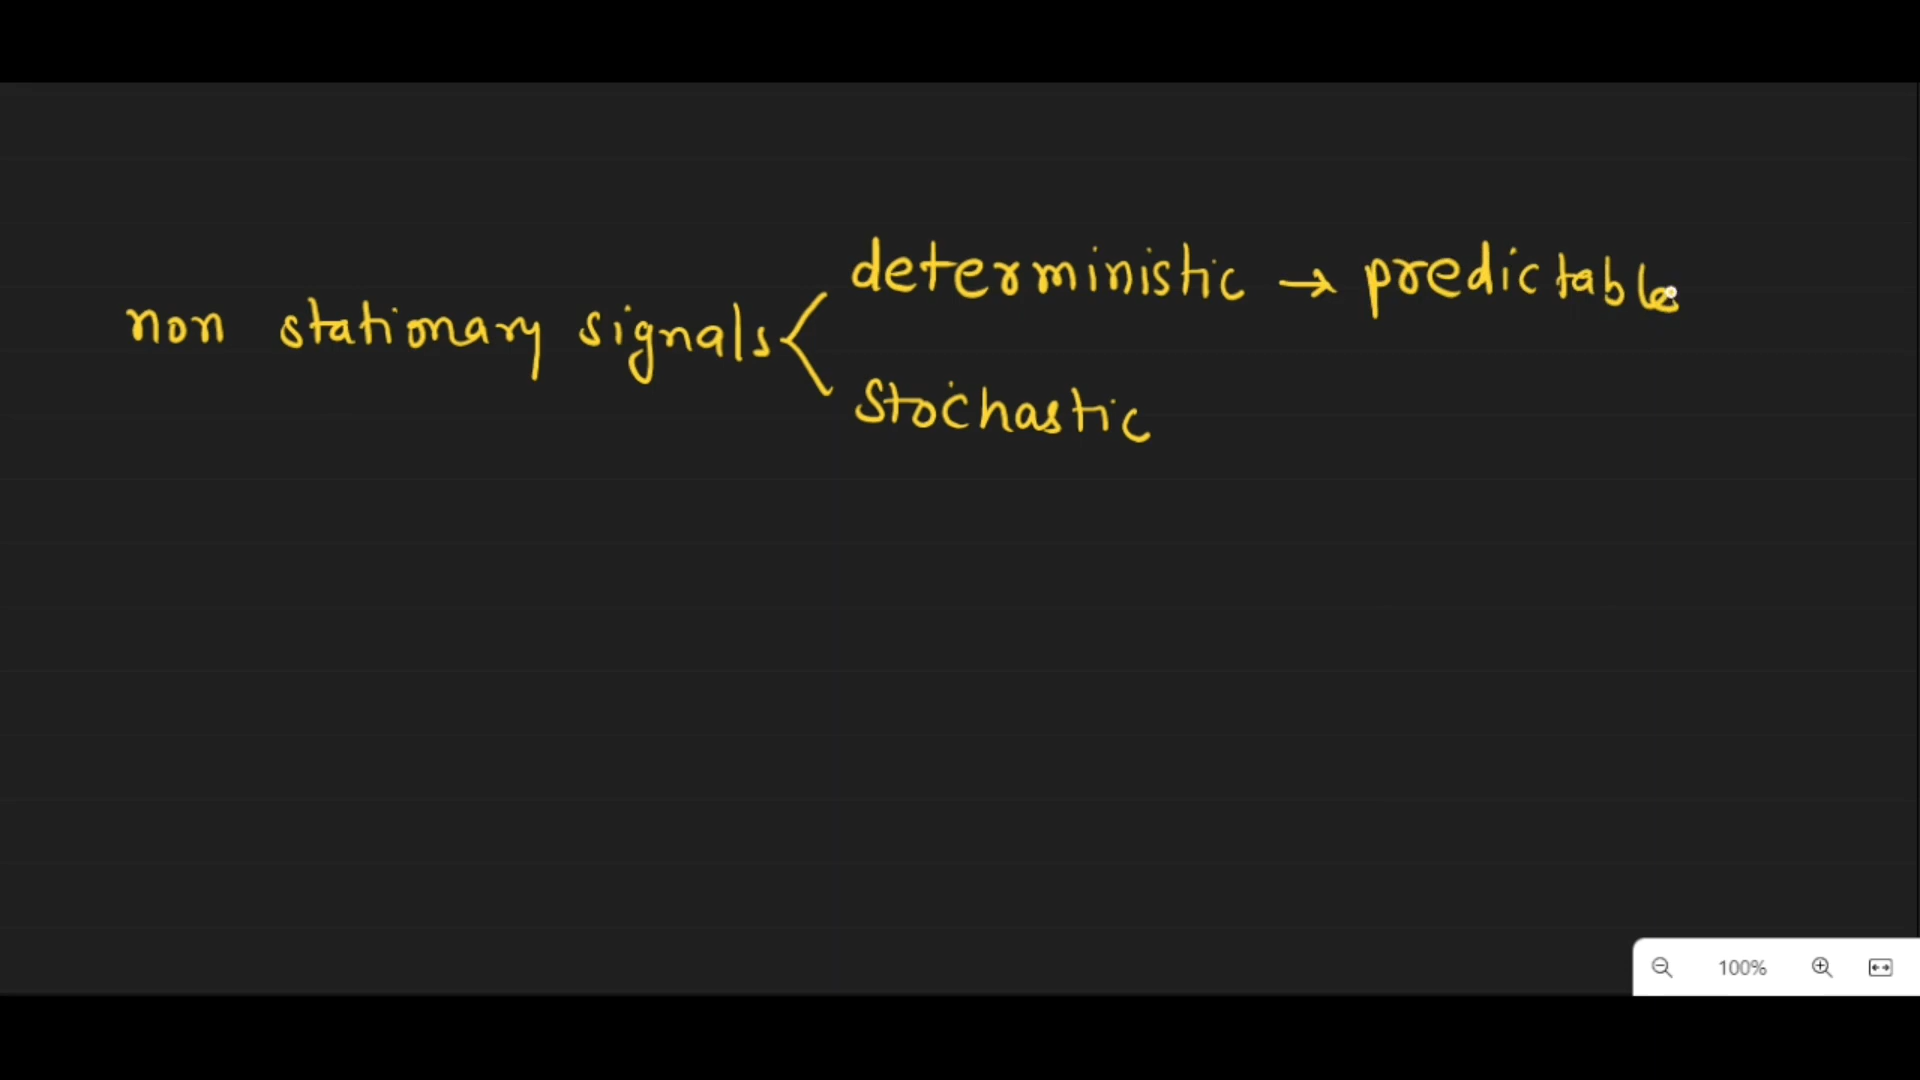 deterministic → predictable
non stationary signals
Stochastic
100%